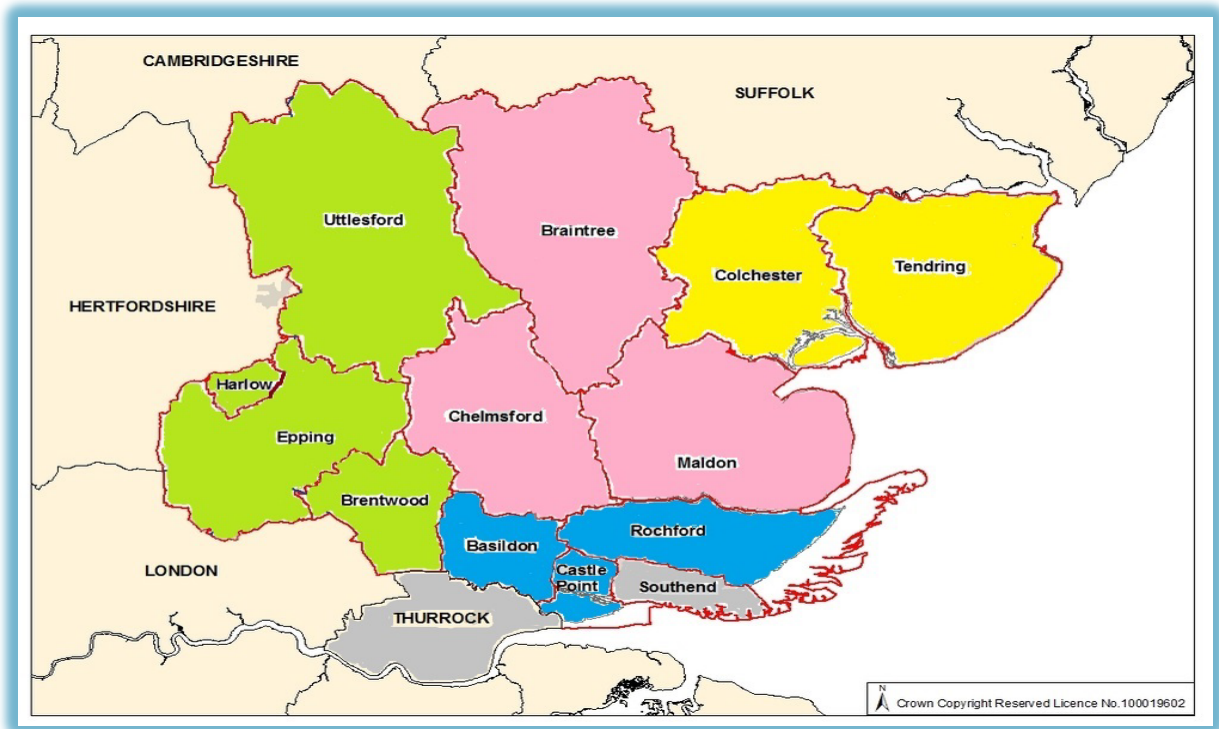 CAMBRIDGESHIRE
SUFFOLK
Uttlesford
Braintree
Colchester
Tendring
HERTFORDSHIRE
Harlow
Chelmsford
Epping
Maldon
Brentwood
Rochford
Basildon
LONDON
Castle
Point
Southend
THURROCK
N
Crown Copyright Reserved Licence No.100019602